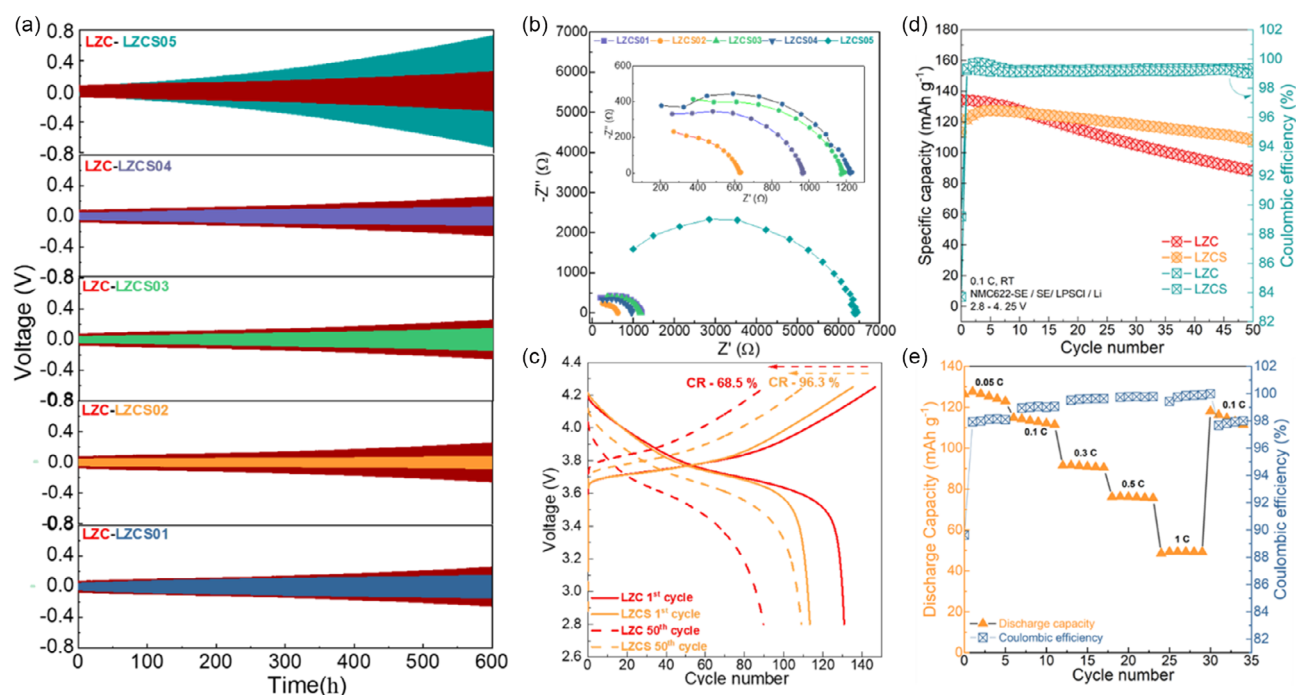 (a)
Voltage (V)
LZC- LZCS05
0.8
0.4
0.0
-0.4
-0.8
LZC-LZCS04
0.4
0.0
-0.4
-0.8
LZC-LZCS03
0.4
0.0
-0.4
-0.8
LZC-LZCS02
0.4
0.0
-0.4
-0.8
LZC-LZCS01
0.4
0.0
-0.4
-0.8
0 100 200 300 400 500 600
Time(h)
(b)
-Z'' (Ω)
-7000
-6000
7000
6000
5000
4000
3000
2000
1000
0
LZCS01 LZCS02 LZCS03 LZCS04 LZCS05
-Z'' (Ω)
600
400
-200
0
200 400 600 800 1000 1200
Z' (Ω)
0 1000 2000 3000 4000 5000 6000 7000
Z' (Ω)
(c)
Voltage (V)
4.4
4.2
4.0
3.8
3.6
3.4
3.2
3.0
2.8
2.6
CR - 68.5 % CR - 96.3 %
LZC 1st cycle
LZCS 1st cycle
LZC 50th cycle
LZCS 50th cycle
0 20 40 60 80 100 120 140
Cycle number
(d)
Specific capacity (mAh g-1)
180
160
140
120
100
80
60
40
20
0
LZC
LZCS
LZC
LZCS
0.1 C, RT
NMC622-SE / SE/ LPSCI / Li
2.8 - 4. 25 V
102
100
98
96
94
92
99
88
86
84
82
Coulombic efficiency (%)
0 5 10 15 20 25 30 35 40 45 50
Cycle number
(e)
Discharge Capacity (mAh g-1)
140
120
100
80
60
40
20
0
0.05 C
0.1 C
0.3 C
0.5 C
1 C
0.1 C
Discharge capacity
Coulombic efficiency
102
100
98
96
94
92
90
88
86
84
82
Coulombic efficiency (%)
0 5 10 15 20 25 30 35
Cycle number